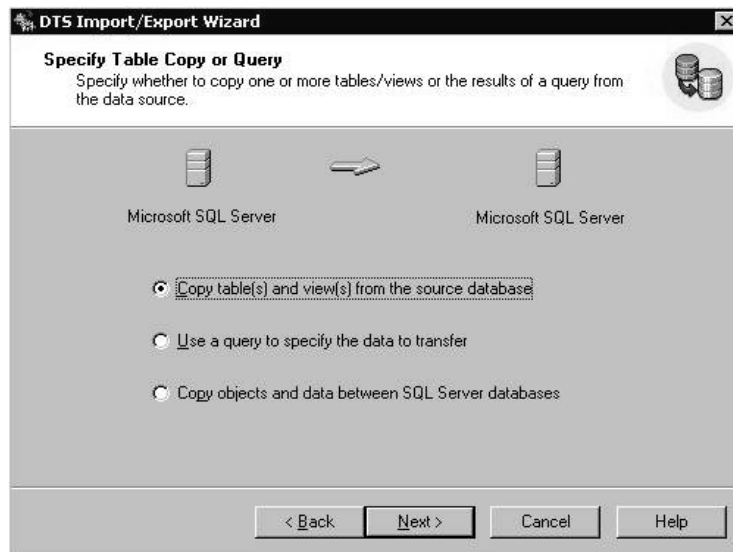 DTS Import/Export Wizard
Specify Table Copy or Query
Specify whether to copy one or more tables/views or the results of a query from
the data source.
Microsoft SQL Server
Microsoft SQL Server
Copy table(s) and view(s) from the source database
Use a query to specify the data to transfer
Copy objects and data between SQL Server databases
< Back
Next >
Cancel
Help